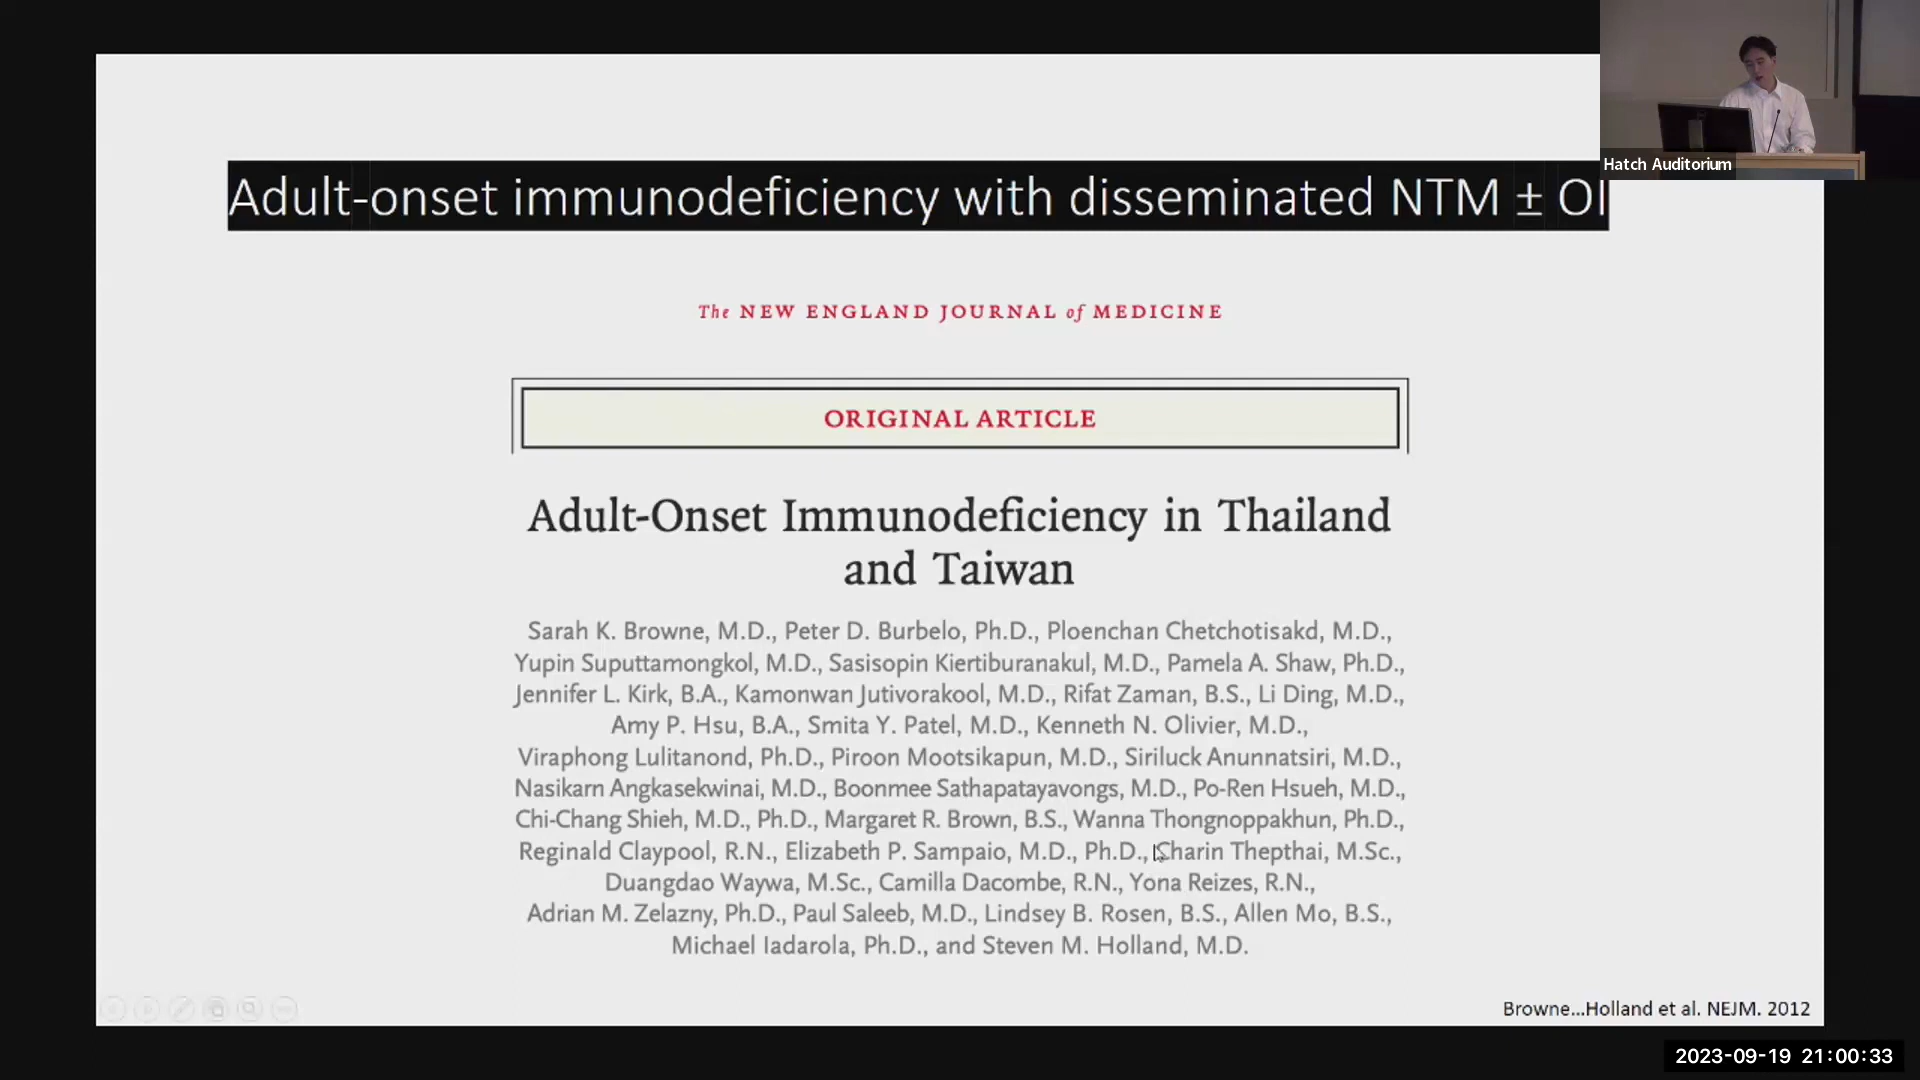 Adult-onset immunodeficiency with disseminated NTM ± OI
Hatch Auditorium
The NEW ENGLAND JOURNAL of MEDICINE
ORIGINAL ARTICLE
Adult-Onset Immunodeficiency in Thailand
and Taiwan
Sarah K. Browne, M.D., Peter D. Burbelo, Ph.D., Ploenchan Chetchotisakd, M.D.,
Yupin Suputtamongkol, M.D., Sasisopin Kiertiburanakul, M.D., Pamela A. Shaw, Ph.D.,
Jennifer L. Kirk, B.A., Kamonwan Jutivorakool, M.D., Rifat Zaman, B.S., Li Ding, M.D.,
Amy P. Hsu, B.A., Smita Y. Patel, M.D., Kenneth N. Olivier, M.D.,
Viraphong Lulitanond, Ph.D., Piroon Mootsikapun, M.D., Siriluck Anunnatsiri, M.D.,
Nasikarn Angkasekwinai, M.D., Boonmee Sathapatayavongs, M.D., Po-Ren Hsueh, M.D.,
Chi-Chang Shieh, M.D., Ph.D., Margaret R. Brown, B.S., Wanna Thongnoppakhun, Ph.D.,
Reginald Claypool, R.N., Elizabeth P. Sampaio, M.D., Ph.D., Charin Thepthai, M.Sc.,
Duangdao Waywa, M.Sc., Camilla Dacombe, R.N., Yona Reizes, R.N.,
Adrian M. Zelazny, Ph.D., Paul Saleeb, M.D., Lindsey B. Rosen, B.S., Allen Mo, B.S.,
Michael Iadarola, Ph.D., and Steven M. Holland, M.D.
Browne...Holland et al. NEJM. 2012
2023-09-19 21:00:33